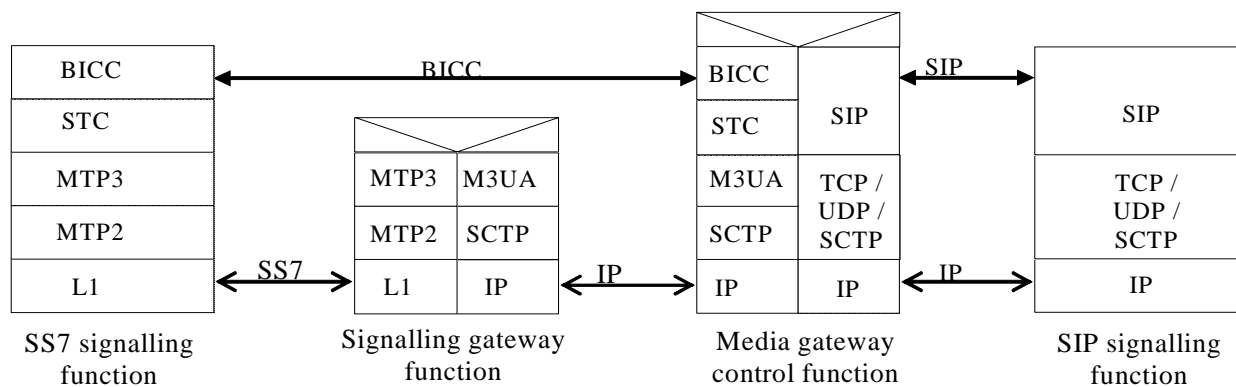 BICC
STC
MTP3
MTP2
L1
SS7 signalling
function
BICC
SS7
MTP3
M3UA
MTP2
SCTP
L1
IP
Signalling gateway
function
IP
BICC
STC
M3UA
SCTP
IP
SIP
TCP /
UDP /
SCTP
IP
Media gateway
control function
SIP
IP
SIP
TCP /
UDP /
SCTP
IP
SIP signalling
function